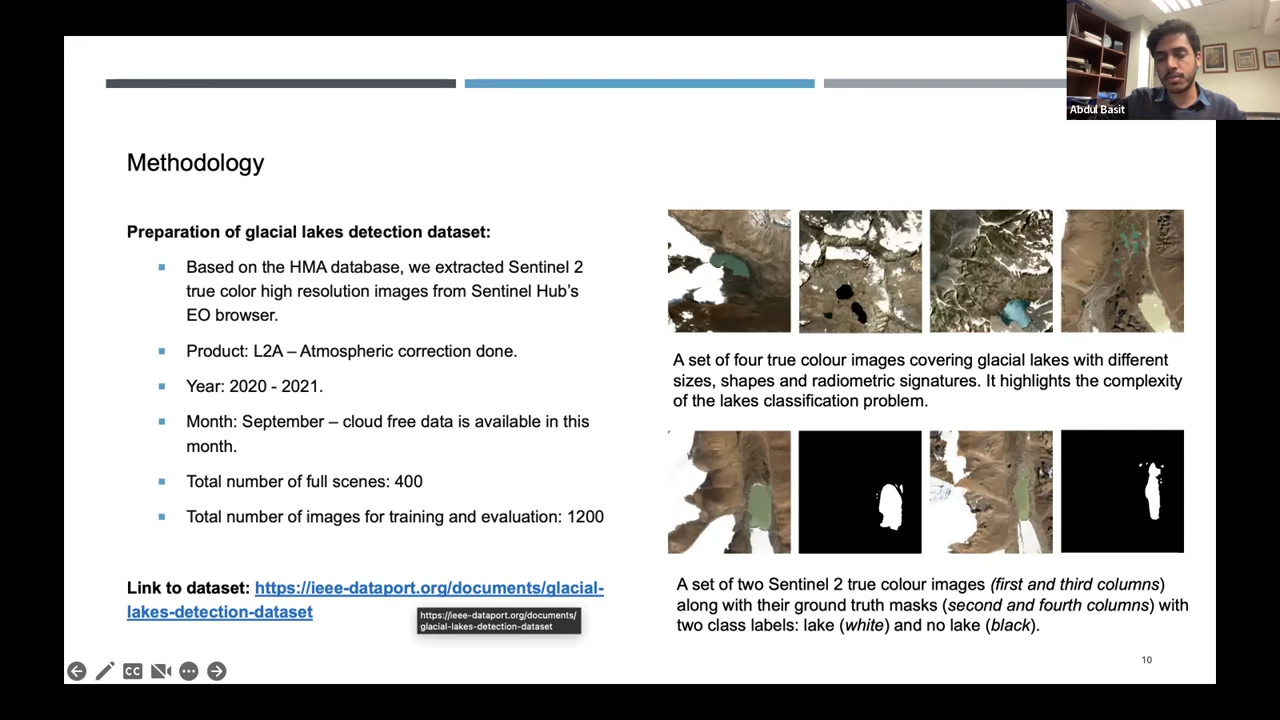 Abdul Basit
Methodology
Preparation of glacial lakes detection dataset:
Based on the HMA database, we extracted Sentinel 2
true color high resolution images from Sentinel Hub's
EO browser.
Product: L2A – Atmospheric correction done.
Year: 2020 - 2021.
Month: September – cloud free data is available in this
month.
Total number of full scenes: 400
Total number of images for training and evaluation: 1200
Link to dataset: https://ieee-dataport.org/documents/glacial-
lakes-detection-dataset
https://ieee-dataport.org/documents/
glacial-lakes-detection-dataset
A set of four true colour images covering glacial lakes with different
sizes, shapes and radiometric signatures. It highlights the complexity
of the lakes classification problem.
A set of two Sentinel 2 true colour images (first and third columns)
along with their ground truth masks (second and fourth columns) with
two class labels: lake (white) and no lake (black).
10
CC